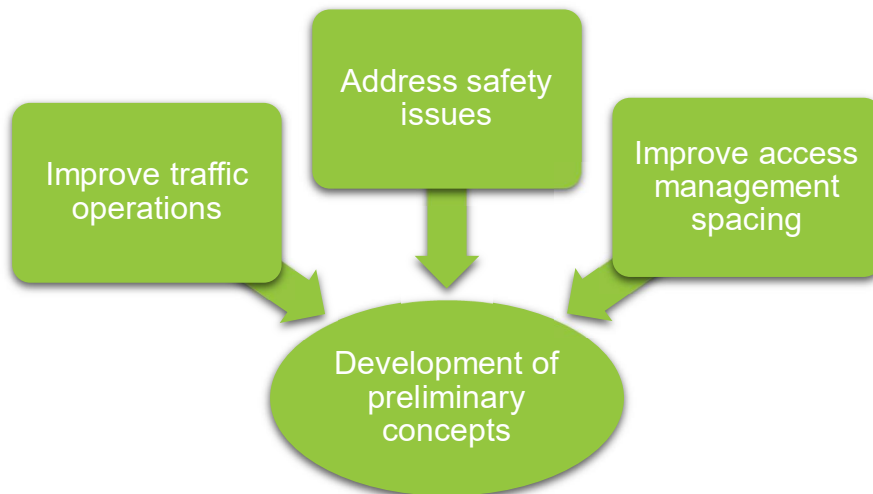 Address safety
issues
Improve traffic
operations
Improve access
management
spacing
Development of
preliminary
concepts